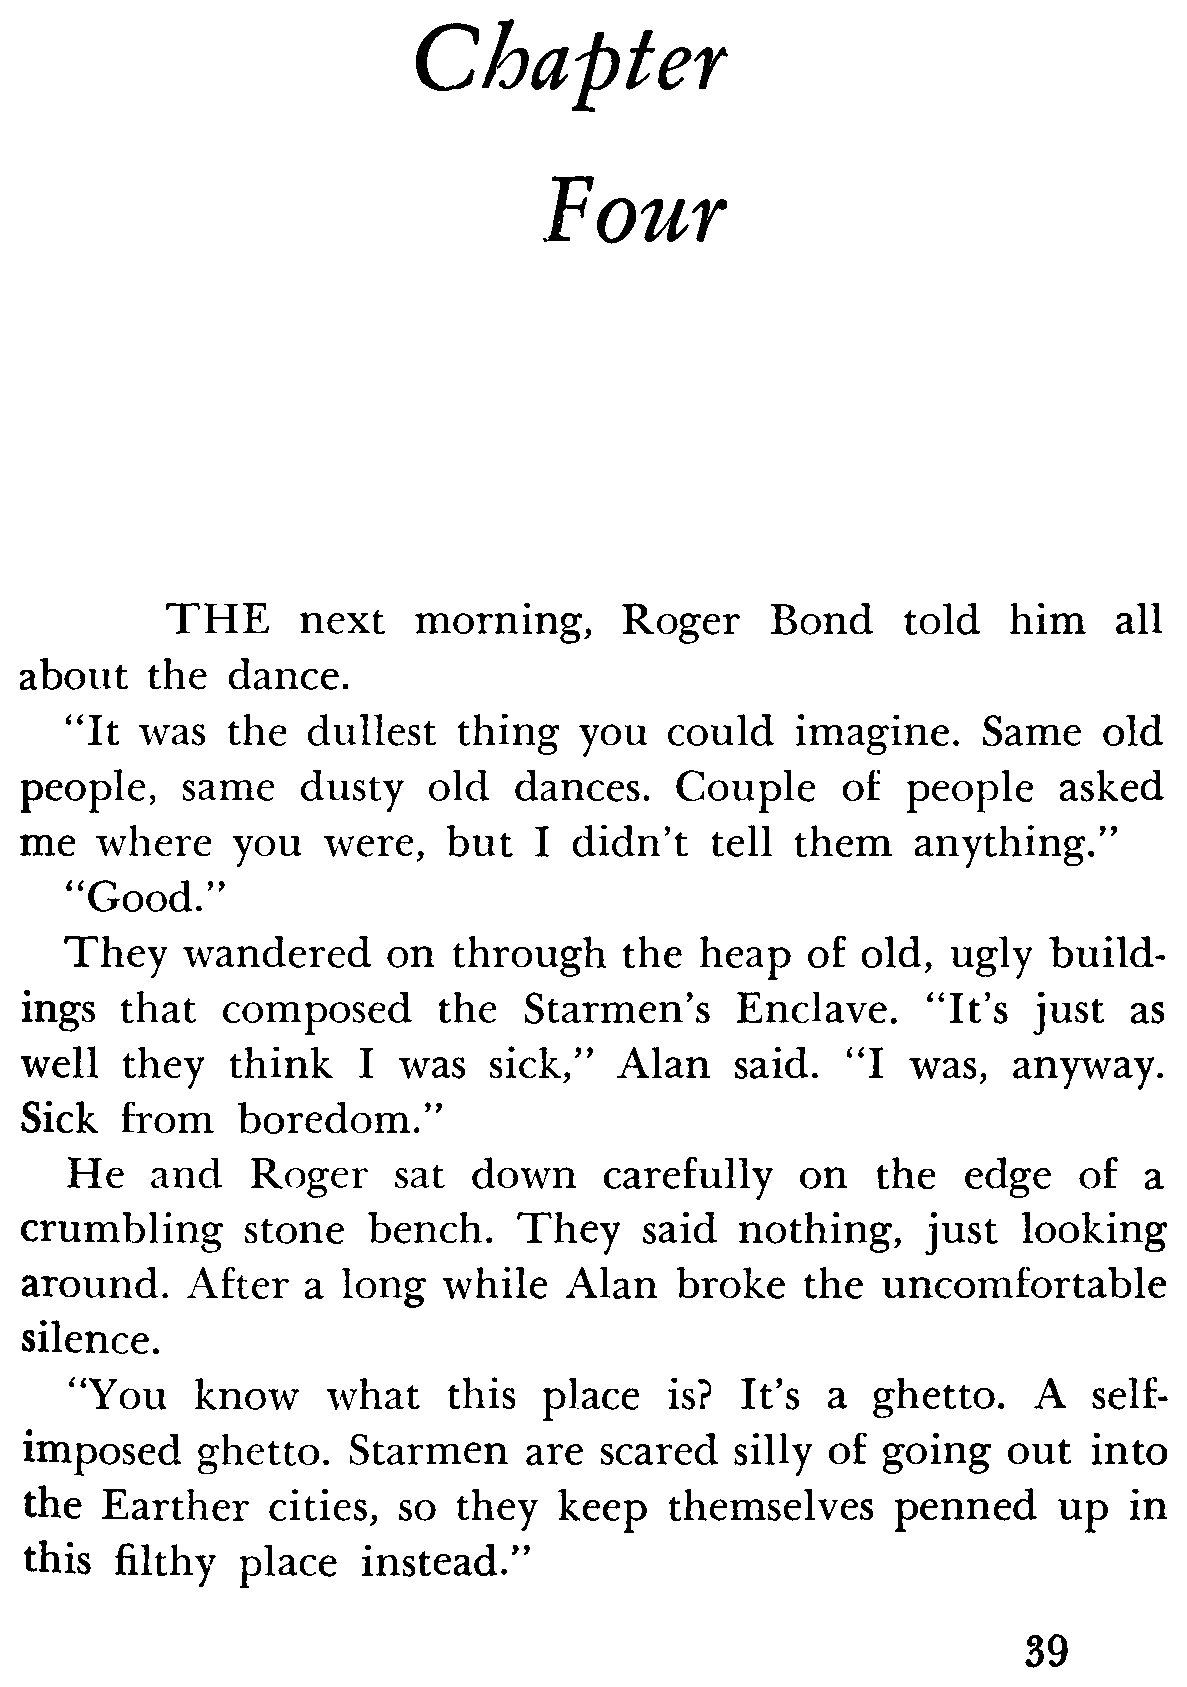 Chapter
Four
THE next morning, Roger Bond told him all
about the dance.
“It was the dullest thing you could imagine. Same old
people, same dusty old dances. Couple of people asked
me where you were, but I didn’t tell them anything.”
“Good.”
They wandered on through the heap of old, ugly build-
ings that composed the Starmen’s Enclave. “It’s just as
well they think I was sick,” Alan said. “I was, anyway.
Sick from boredom.”
He and Roger sat down carefully on the edge of a
crumbling stone bench. They said nothing, just looking
around. After a long while Alan broke the uncomfortable
silence.
“You know what this place is? It’s a ghetto. A self-
imposed ghetto. Starmen are scared silly of going out into
the Earther cities, so they keep themselves penned up in
this filthy place instead.”
39